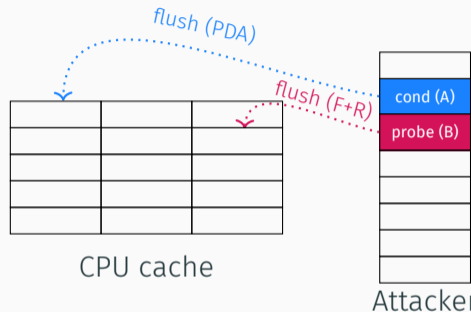 flush (PDA)
flush (F+R)
cond (A)
probe (B)
CPU cache
Attacker